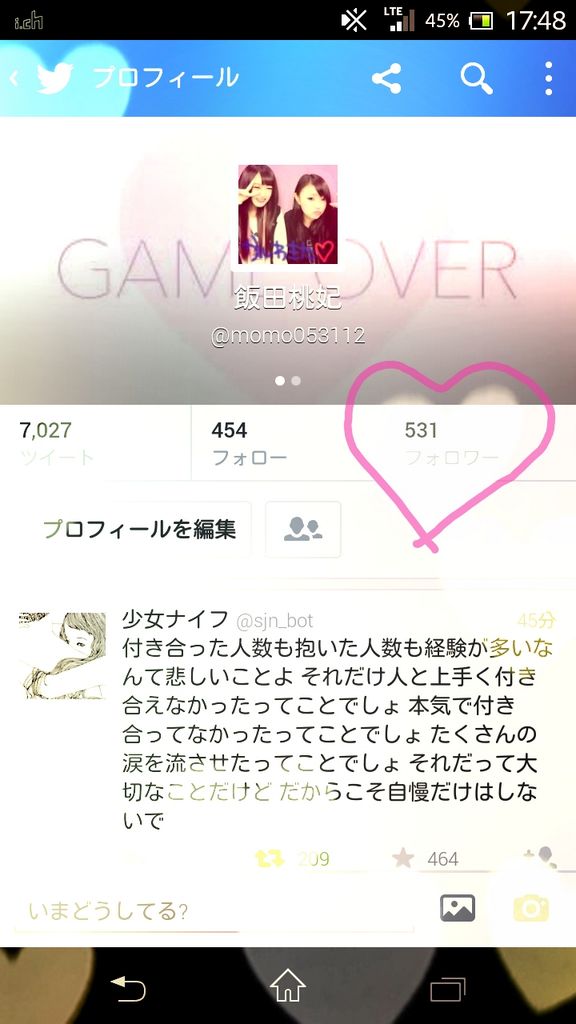 i.ch
LTE
45%
17:48
プロフィール
GAME OVER
飯田桃妃
@momo053112
7,027
454
531
ツイート
フォロー
フォロワー
プロフィールを編集
少女ナイフ @sjn_bot
45分
付き合った人数も抱いた人数も経験が多いな
んて悲しいことよ それだけ人と上手く付き
合えなかったってことでしょ 本気で付き
合ってなかったってことでしょ たくさんの
涙を流させたってことでしょ それだって大
切なことだけど だからこそ自慢だけはしな
いで
209
464
いまどうしてる?